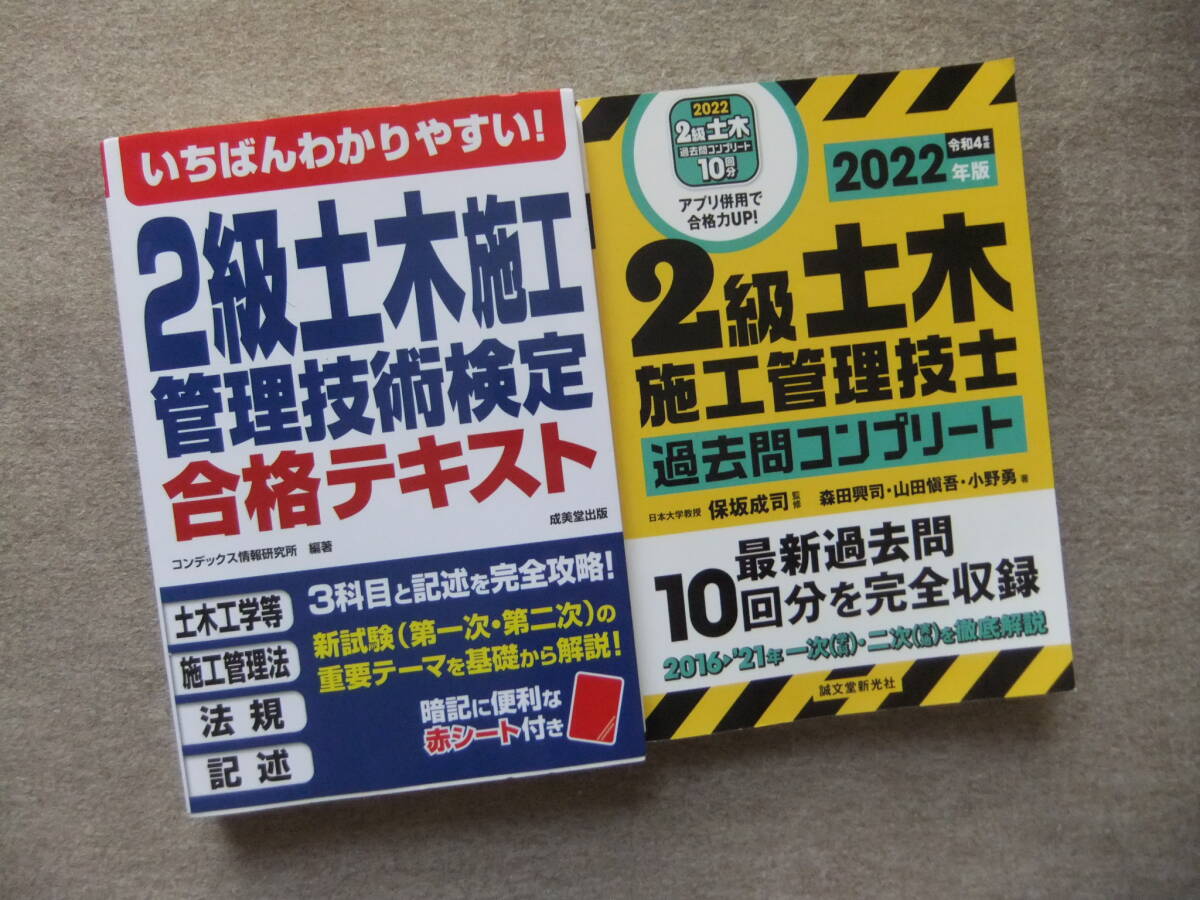 いちばんわかりやすい!
2級土木施工
管理技術検定
合格テキスト
成美堂出版
コンデックス情報研究所 編著
土木工学等
施工管理法
法規
記述
3科目と記述を完全攻略!
新試験(第一次・第二次)の
重要テーマを基礎から解説!
暗記に便利な
赤シート付き
2022
2級土木
過去問コンプリート
10回分
アプリ併用で
合格力UP!
2022令和4年度年版
2級土木
施工管理技士
過去問コンプリート
日本大学教授 保坂成司 監修 森田興司・山田愼吾・小野勇 著
最新過去問
10回分を完全収録
2016▶'21年 一次(学科)・二次(実地)を徹底解説
誠文堂新光社